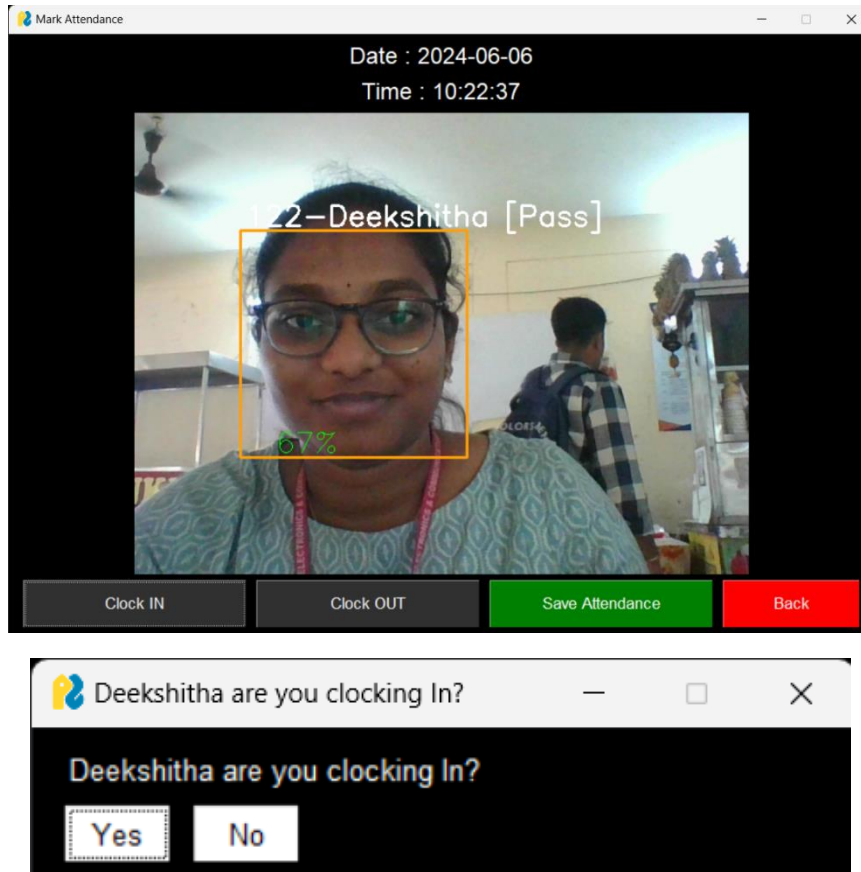 Mark Attendance
Date : 2024-06-06
Time : 10:22:37
122-Deekshitha [Pass]
67%
ELECTRONICS &
Clock IN
Clock OUT
Save Attendance
Back
Deekshitha are you clocking In?
Deekshitha are you clocking In?
Yes
No